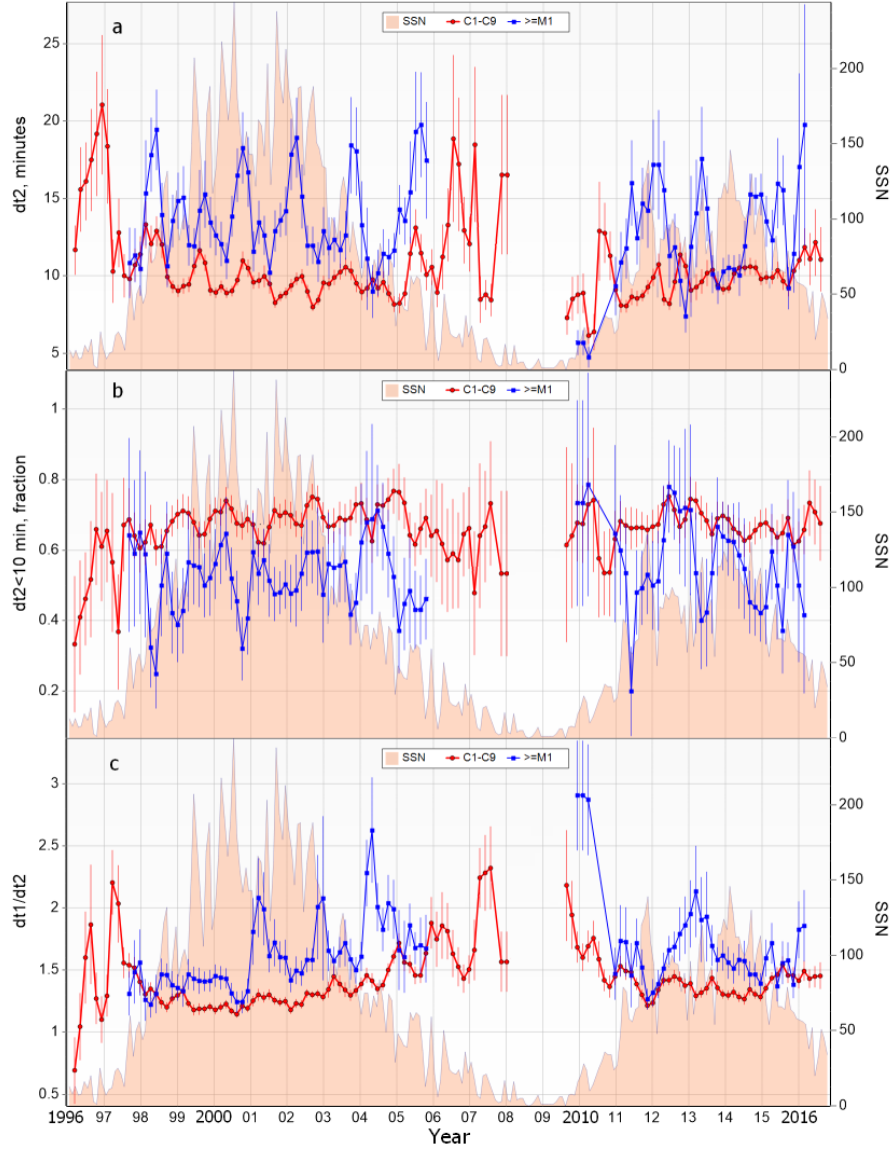 a
SSN C1-C9 >=M1
25
20
15
10
5
dt2, minutes
200
150
100
50
0
SSN
b
SSN C1-C9 >=M1
1
0.8
0.6
0.4
0.2
dt2<10 min, fraction
200
150
100
50
0
SSN
c
SSN C1-C9 >=M1
3
2.5
2
1.5
1
0.5
dt1/dt2
200
150
100
50
0
SSN
1996 97 98 99 2000 01 02 03 04 05 06 07 08 09 2010 11 12 13 14 15 2016
Year